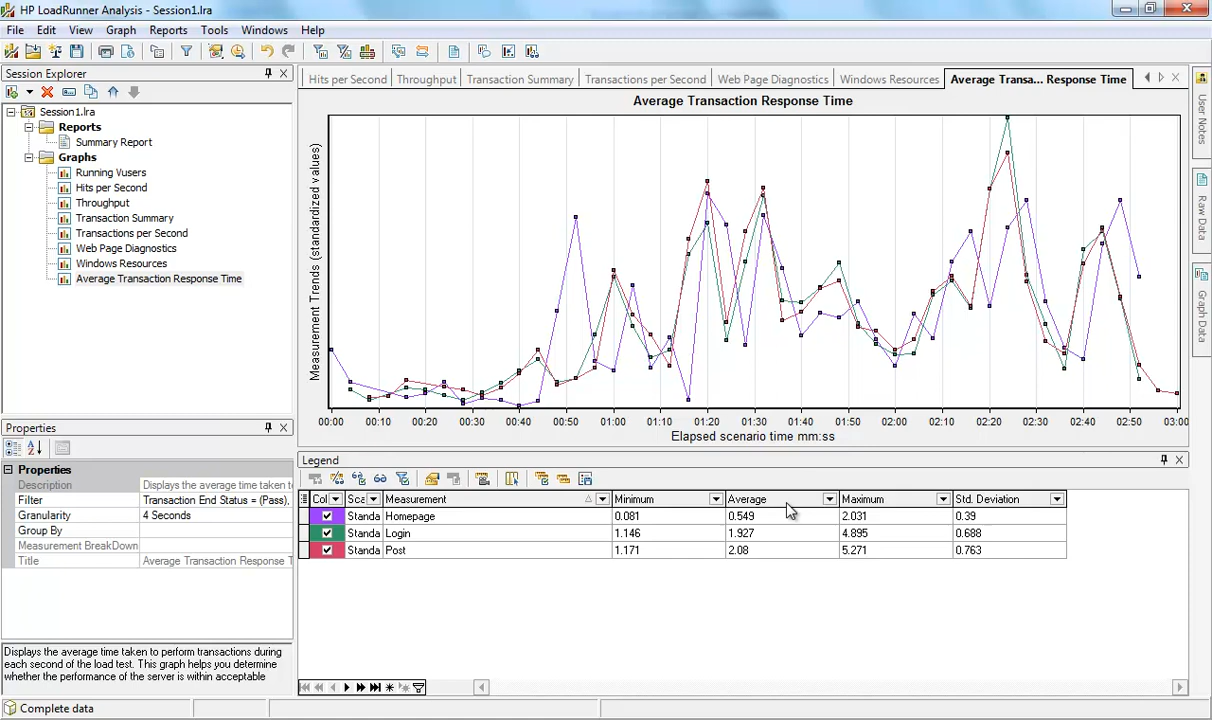 HP LoadRunner Analysis - Session1.lra
File Edit View Graph Reports Tools Windows Help
Session Explorer
Session1.lra
Reports
Summary Report
Graphs
Running Vusers
Hits per Second
Throughput
Transaction Summary
Transactions per Second
Web Page Diagnostics
Windows Resources
Average Transaction Response Time
Properties
Properties
Description Displays the average time taken to
Filter Transaction End Status = (Pass),
Granularity 4 Seconds
Group By
Measurement BreakDown
Title Average Transaction Response T
Displays the average time taken to perform transactions during
each second of the load test. This graph helps you determine
whether the performance of the server is within acceptable
Complete data
Hits per Second Throughput Transaction Summary Transactions per Second Web Page Diagnostics Windows Resources Average Transa... Response Time
Average Transaction Response Time
Measurement Trends (standardized values)
00:00 00:10 00:20 00:30 00:40 00:50 01:00 01:10 01:20 01:30 01:40 01:50 02:00 02:10 02:20 02:30 02:40 02:50 03:00
Elapsed scenario time mm:ss
Legend
Col Sca Measurement Minimum Average Maximum Std. Deviation
Standa Homepage 0.081 0.549 2.031 0.39
Standa Login 1.146 1.927 4.895 0.688
Standa Post 1.171 2.08 5.271 0.763
User Notes
Raw Data
Graph Data